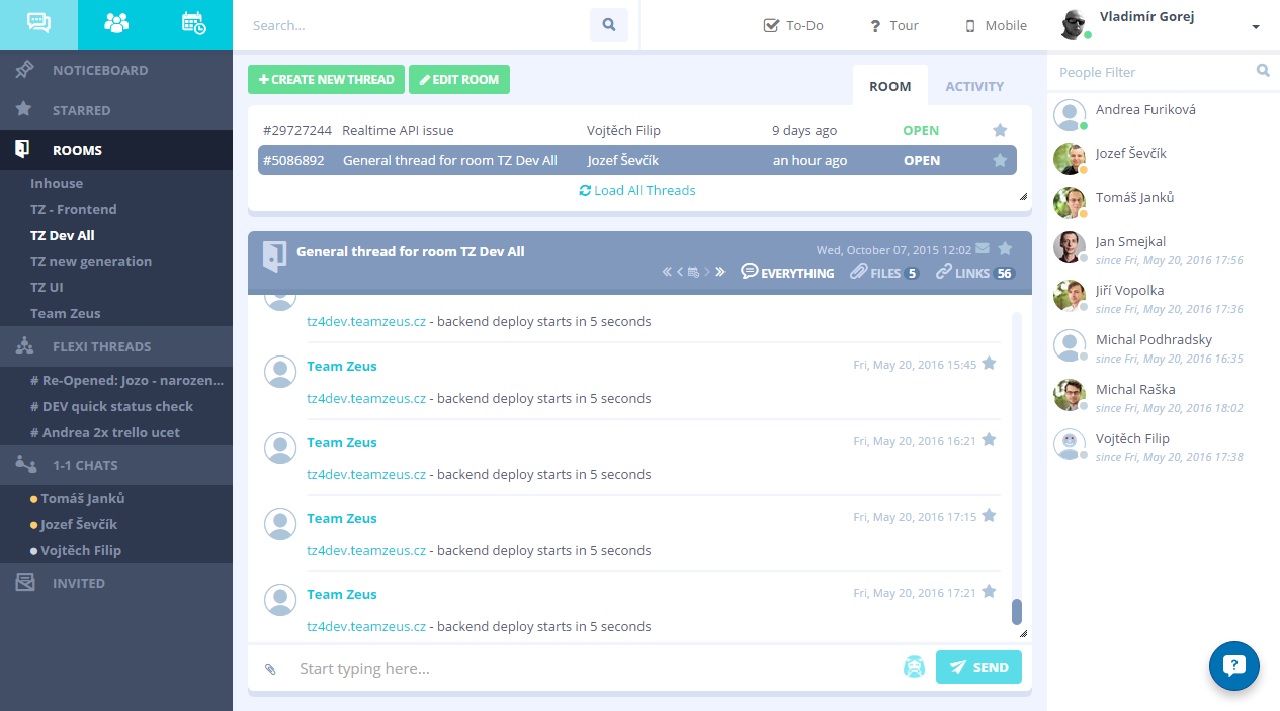 Search...
To-Do
? Tour
Mobile
Vladimír Gorej
NOTICEBOARD
STARRED
ROOMS
Inhouse
TZ - Frontend
TZ Dev All
TZ new generation
TZ UI
Team Zeus
FLEXI THREADS
# Re-Opened: Jozo - narozen...
# DEV quick status check
# Andrea 2x trello ucet
1-1 CHATS
Tomáš Janků
Jozef Ševčík
Vojtěch Filip
INVITED
+ CREATE NEW THREAD
EDIT ROOM
ROOM
ACTIVITY
#29727244 Realtime API issue Vojtěch Filip 9 days ago OPEN
#5086892 General thread for room TZ Dev All Jozef Ševčík an hour ago OPEN
Load All Threads
General thread for room TZ Dev All
Wed, October 07, 2015 12:02
EVERYTHING FILES 5 LINKS 56
tz4dev.teamzeus.cz - backend deploy starts in 5 seconds
Team Zeus Fri, May 20, 2016 15:45
tz4dev.teamzeus.cz - backend deploy starts in 5 seconds
Team Zeus Fri, May 20, 2016 16:21
tz4dev.teamzeus.cz - backend deploy starts in 5 seconds
Team Zeus Fri, May 20, 2016 17:15
tz4dev.teamzeus.cz - backend deploy starts in 5 seconds
Team Zeus Fri, May 20, 2016 17:21
tz4dev.teamzeus.cz - backend deploy starts in 5 seconds
Start typing here...
SEND
People Filter
Andrea Furiková
Jozef Ševčík
Tomáš Janků
Jan Smejkal
since Fri, May 20, 2016 17:56
Jiří Vopolka
since Fri, May 20, 2016 17:36
Michal Podhradsky
since Fri, May 20, 2016 16:35
Michal Raška
since Fri, May 20, 2016 18:02
Vojtěch Filip
since Fri, May 20, 2016 17:38
?